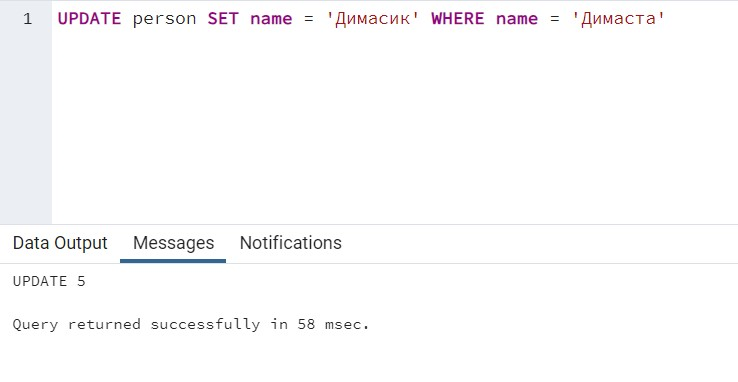 1 UPDATE person SET name = 'Димасик' WHERE name = 'Димаста'
Data Output Messages Notifications
UPDATE 5
Query returned successfully in 58 msec.